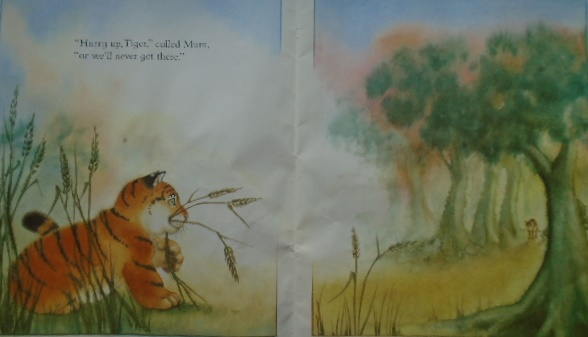 "Hurry up, Tiger," called Mum,
"or we'll never get there."